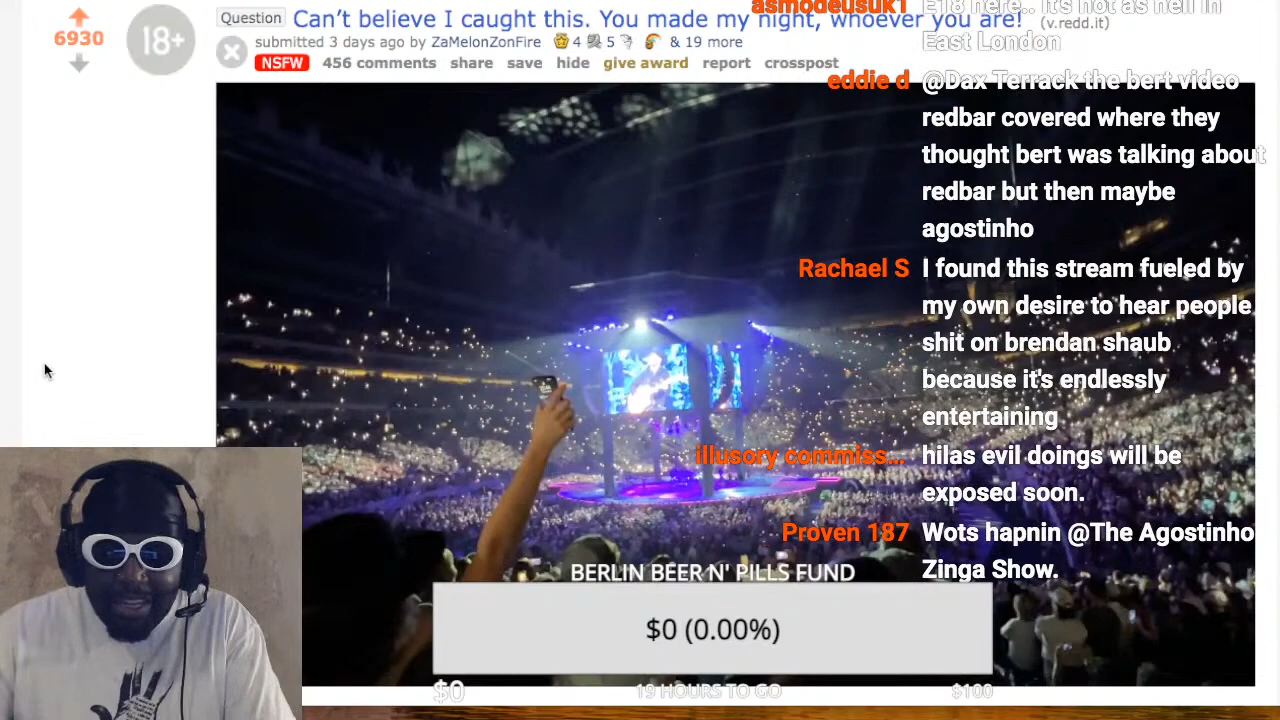 Question Can't believe I caught this. You made my night, whoever you are! (v.redd.it)
6930
18+
submitted 3 days ago by ZaMelonZonFire 4 5 & 19 more
NSFW 456 comments share save hide give award report crosspost
asmodeusuk1 E18 here.. It's not as hell in
East London
eddie d @Dax Terrack the bert video
redbar covered where they
thought bert was talking about
redbar but then maybe
agostinho
Rachael S I found this stream fueled by
my own desire to hear people
shit on brendan shaub
because it's endlessly
entertaining
illusory commiss... hilas evil doings will be
exposed soon.
Proven 187 Wots hapnin @The Agostinho
Zinga Show.
BERLIN BEER N' PILLS FUND
$0 (0.00%)
$0 19 HOURS TO GO $100